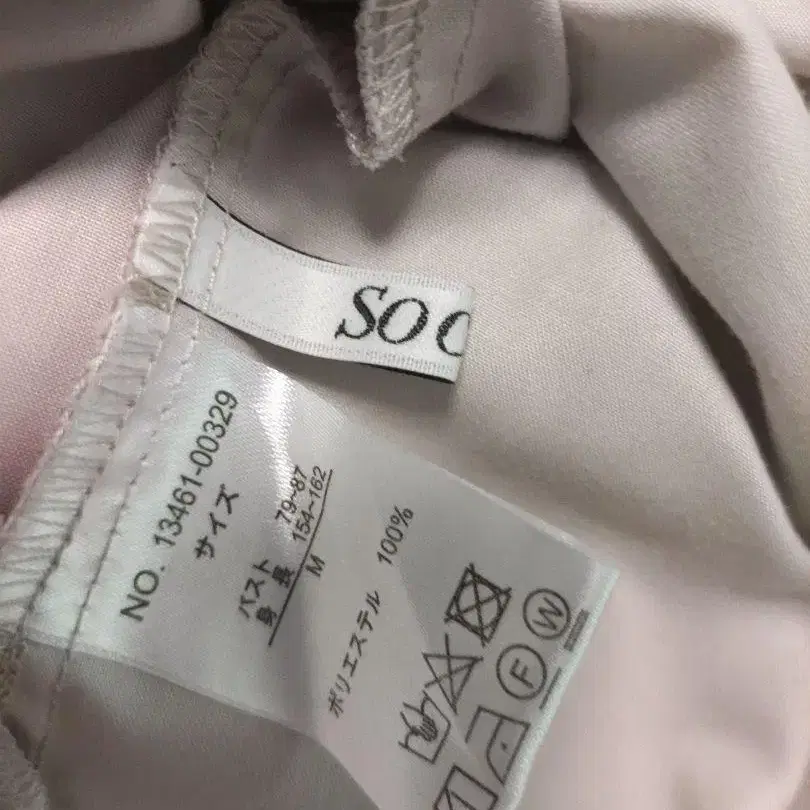 SO C
NO. 13461-00329
サイズ
バスト 79~87
身長 154~162
M
ポリエステル 100%
F W